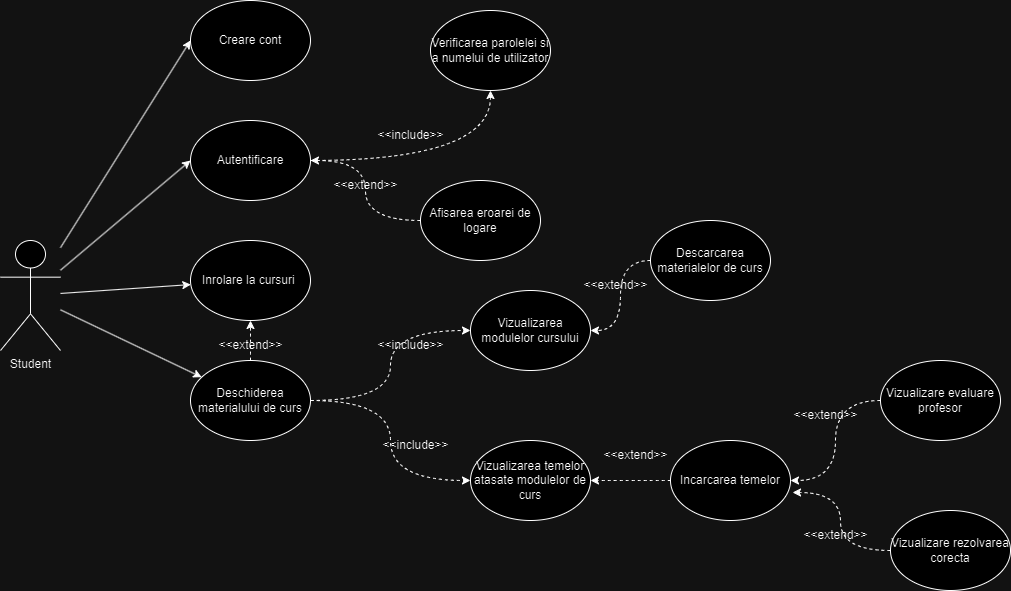 Creare cont
Verificarea parolelei si
a numelui de utilizator
<<include>>
Autentificare
<<extend>>
Afisarea eroarei de
logare
Descarcarea
materialelor de curs
<<extend>>
Inrolare la cursuri
Vizualizarea
modulelor cursului
<<extend>>
<<include>>
Student
Deschiderea
materialului de curs
Vizualizare evaluare
profesor
<<extend>>
<<include>>
<<extend>>
Vizualizarea temelor
atasate modulelor de
curs
Incarcarea temelor
<<extend>>
Vizualizare rezolvarea
corecta